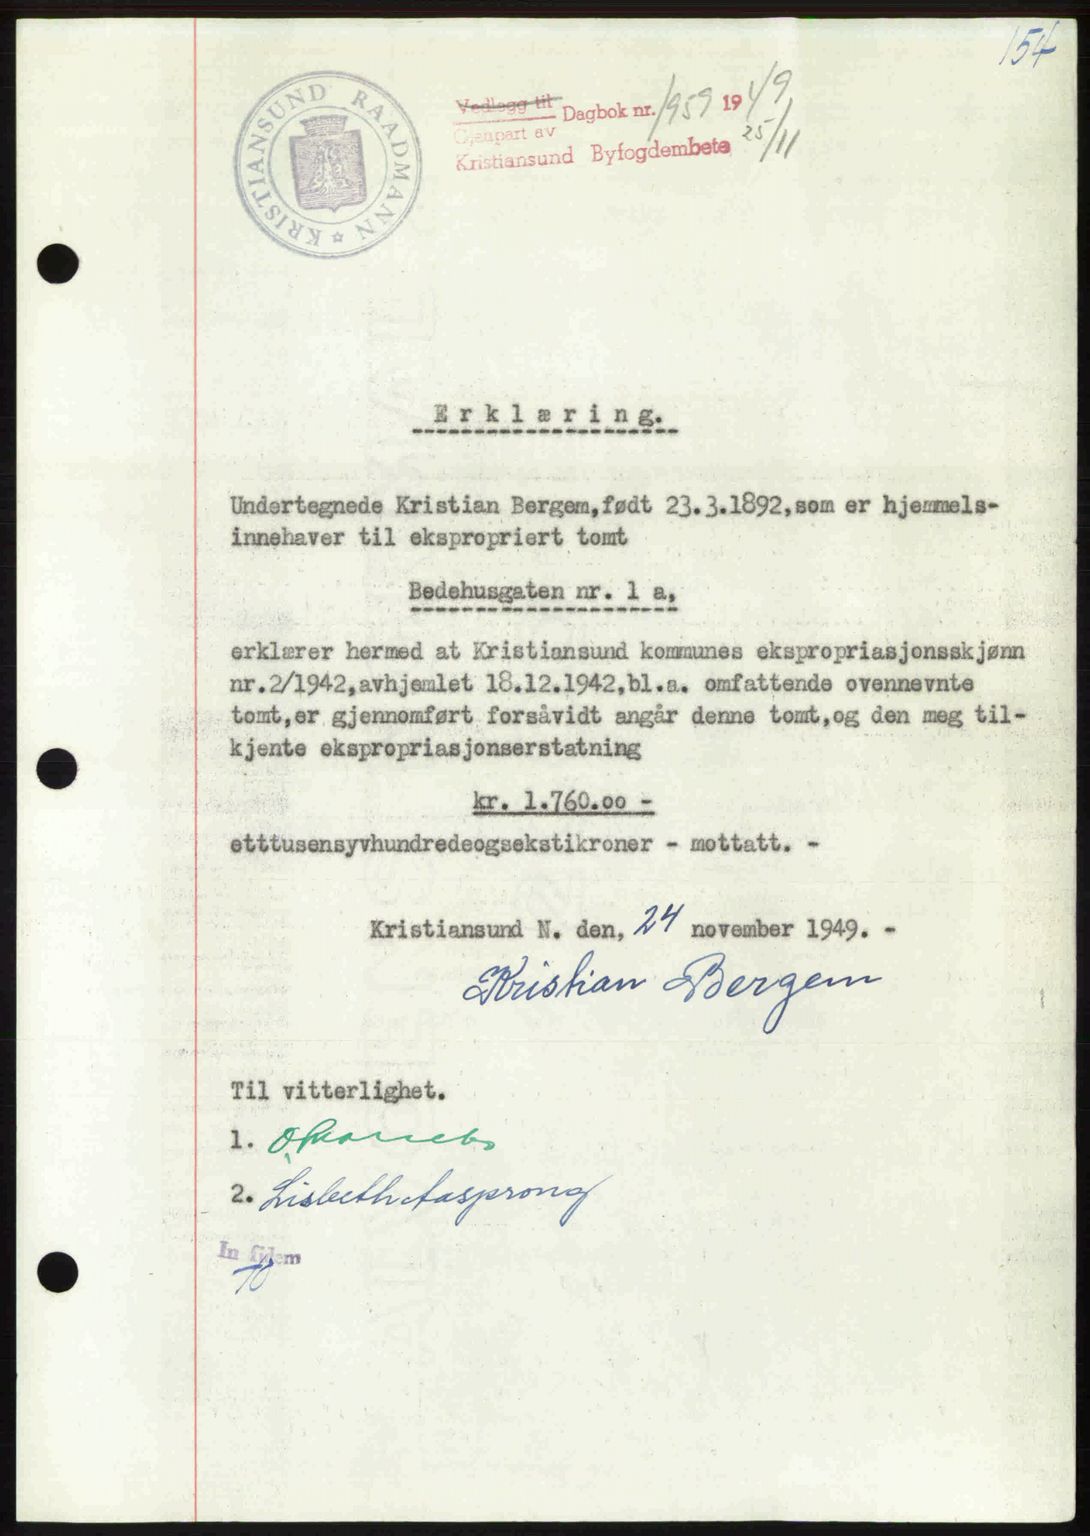 154
KRISTIANSUND RAADMANN
Vedlegg til
Gjenpart av
Dagbok nr. 1959 1949
Kristiansund Byfogdembete 25/11
Erklæring.
Undertegnede Kristian Bergem,født 23.3.1892,som er hjemmels-
innehaver til ekspropriert tomt
Bedehusgaten nr. 1 a,
erklærer hermed at Kristiansund kommunes ekspropriasjonsskjønn
nr.2/1942,avhjemlet 18.12.1942,bl.a. omfattende ovennevnte
tomt,er gjennomført forsåvidt angår denne tomt,og den meg til-
kjente ekspropriasjonserstatning
kr. 1.760.oo -
etttusensyvhundredeogsekstikroner - mottatt. -
Kristiansund N. den, 24 november 1949. -
Kristian Bergem
Til vitterlighet.
1.
2. Lisbeth Aasprong
In fidem